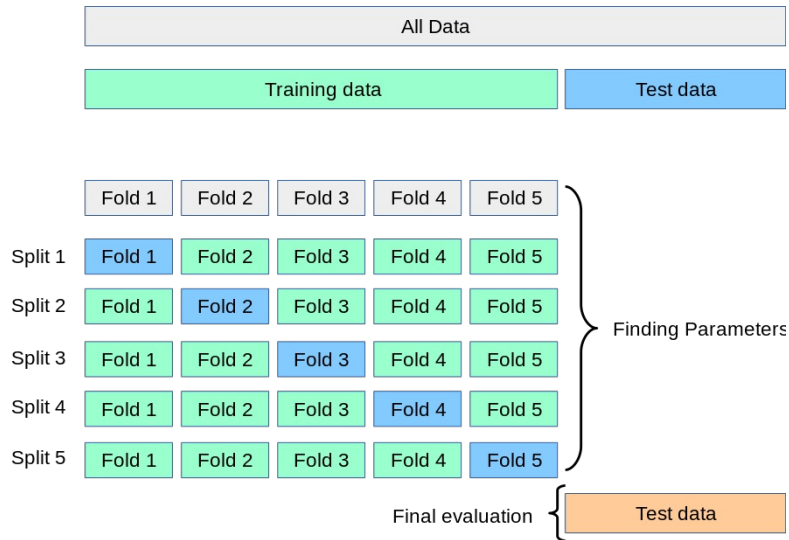 All Data
Training data Test data
Fold 1 Fold 2 Fold 3 Fold 4 Fold 5
Split 1 Fold 1 Fold 2 Fold 3 Fold 4 Fold 5
Split 2 Fold 1 Fold 2 Fold 3 Fold 4 Fold 5
Finding Parameters
Split 3 Fold 1 Fold 2 Fold 3 Fold 4 Fold 5
Split 4 Fold 1 Fold 2 Fold 3 Fold 4 Fold 5
Split 5 Fold 1 Fold 2 Fold 3 Fold 4 Fold 5
Final evaluation Test data